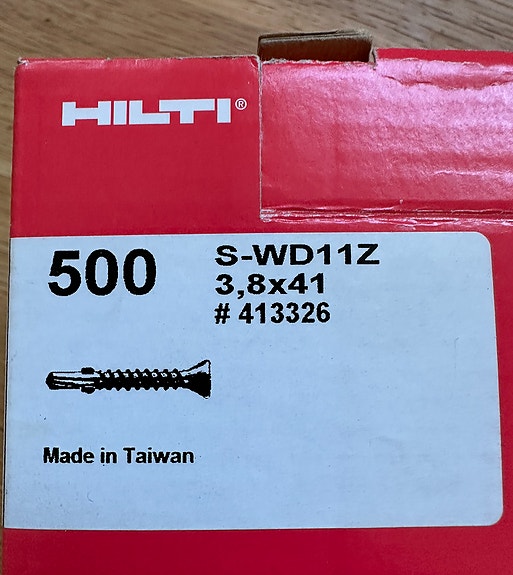 HILTI®
500
S-WD11Z
3,8x41
# 413326
Made in Taiwan